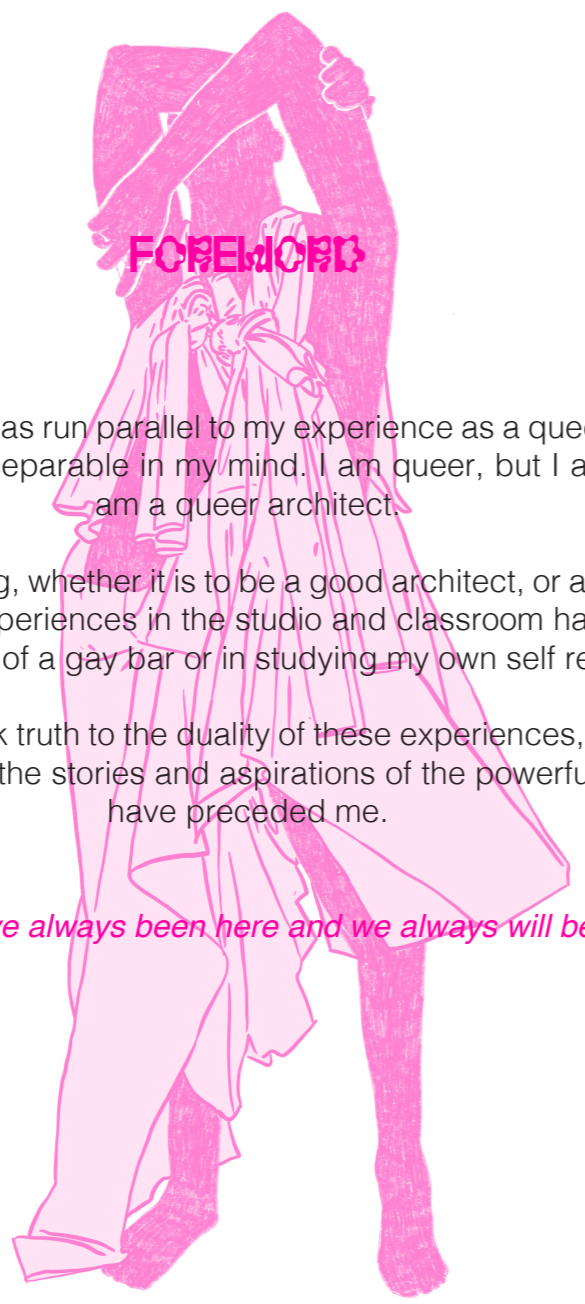 FOREWORD
as run parallel to my experience as a quee
separable in my mind. I am queer, but I a
am a queer architect.
g, whether it is to be a good architect, or a
periences in the studio and classroom ha
of a gay bar or in studying my own self re
k truth to the duality of these experiences,
the stories and aspirations of the powerfu
have preceded me.
ve always been here and we always will be